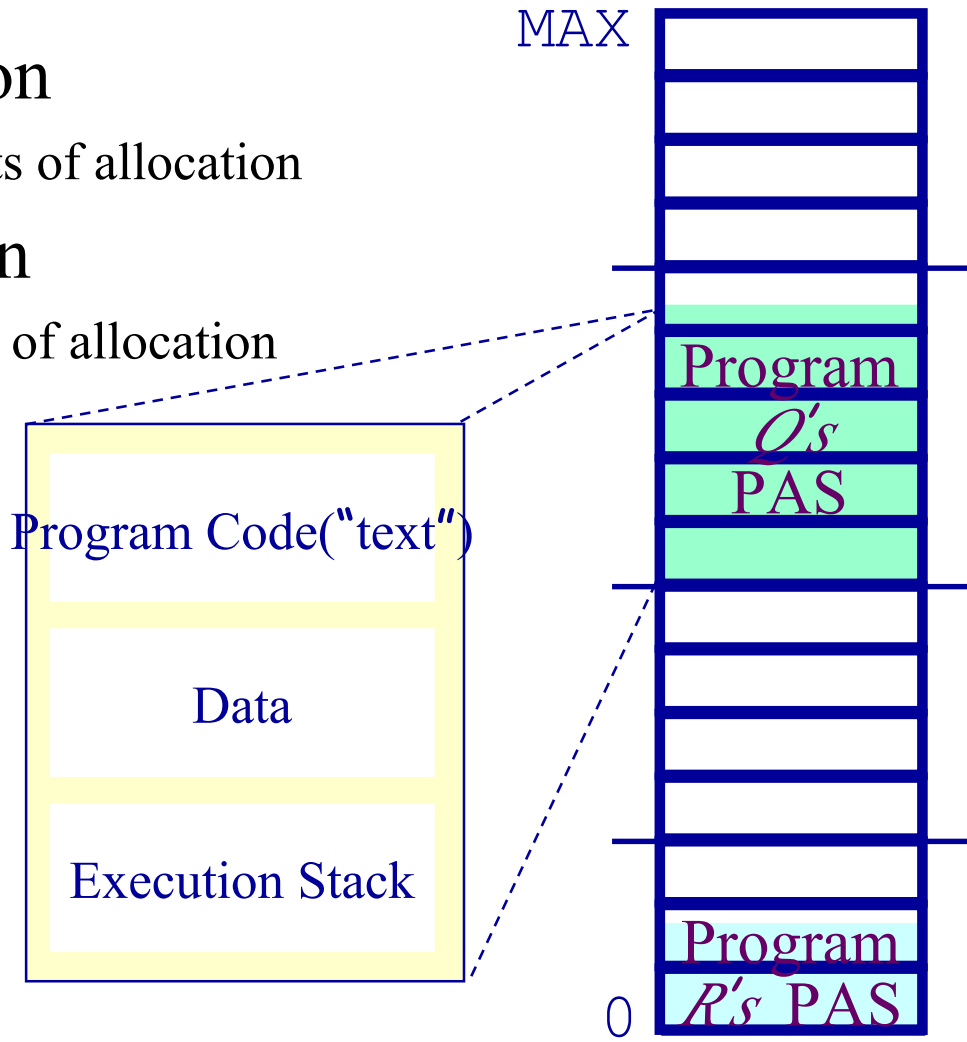 MAX
on
ts of allocation
n
of allocation
Program
Q's
PAS
Program Code("text")
Data
Execution Stack
Program
R's PAS
0